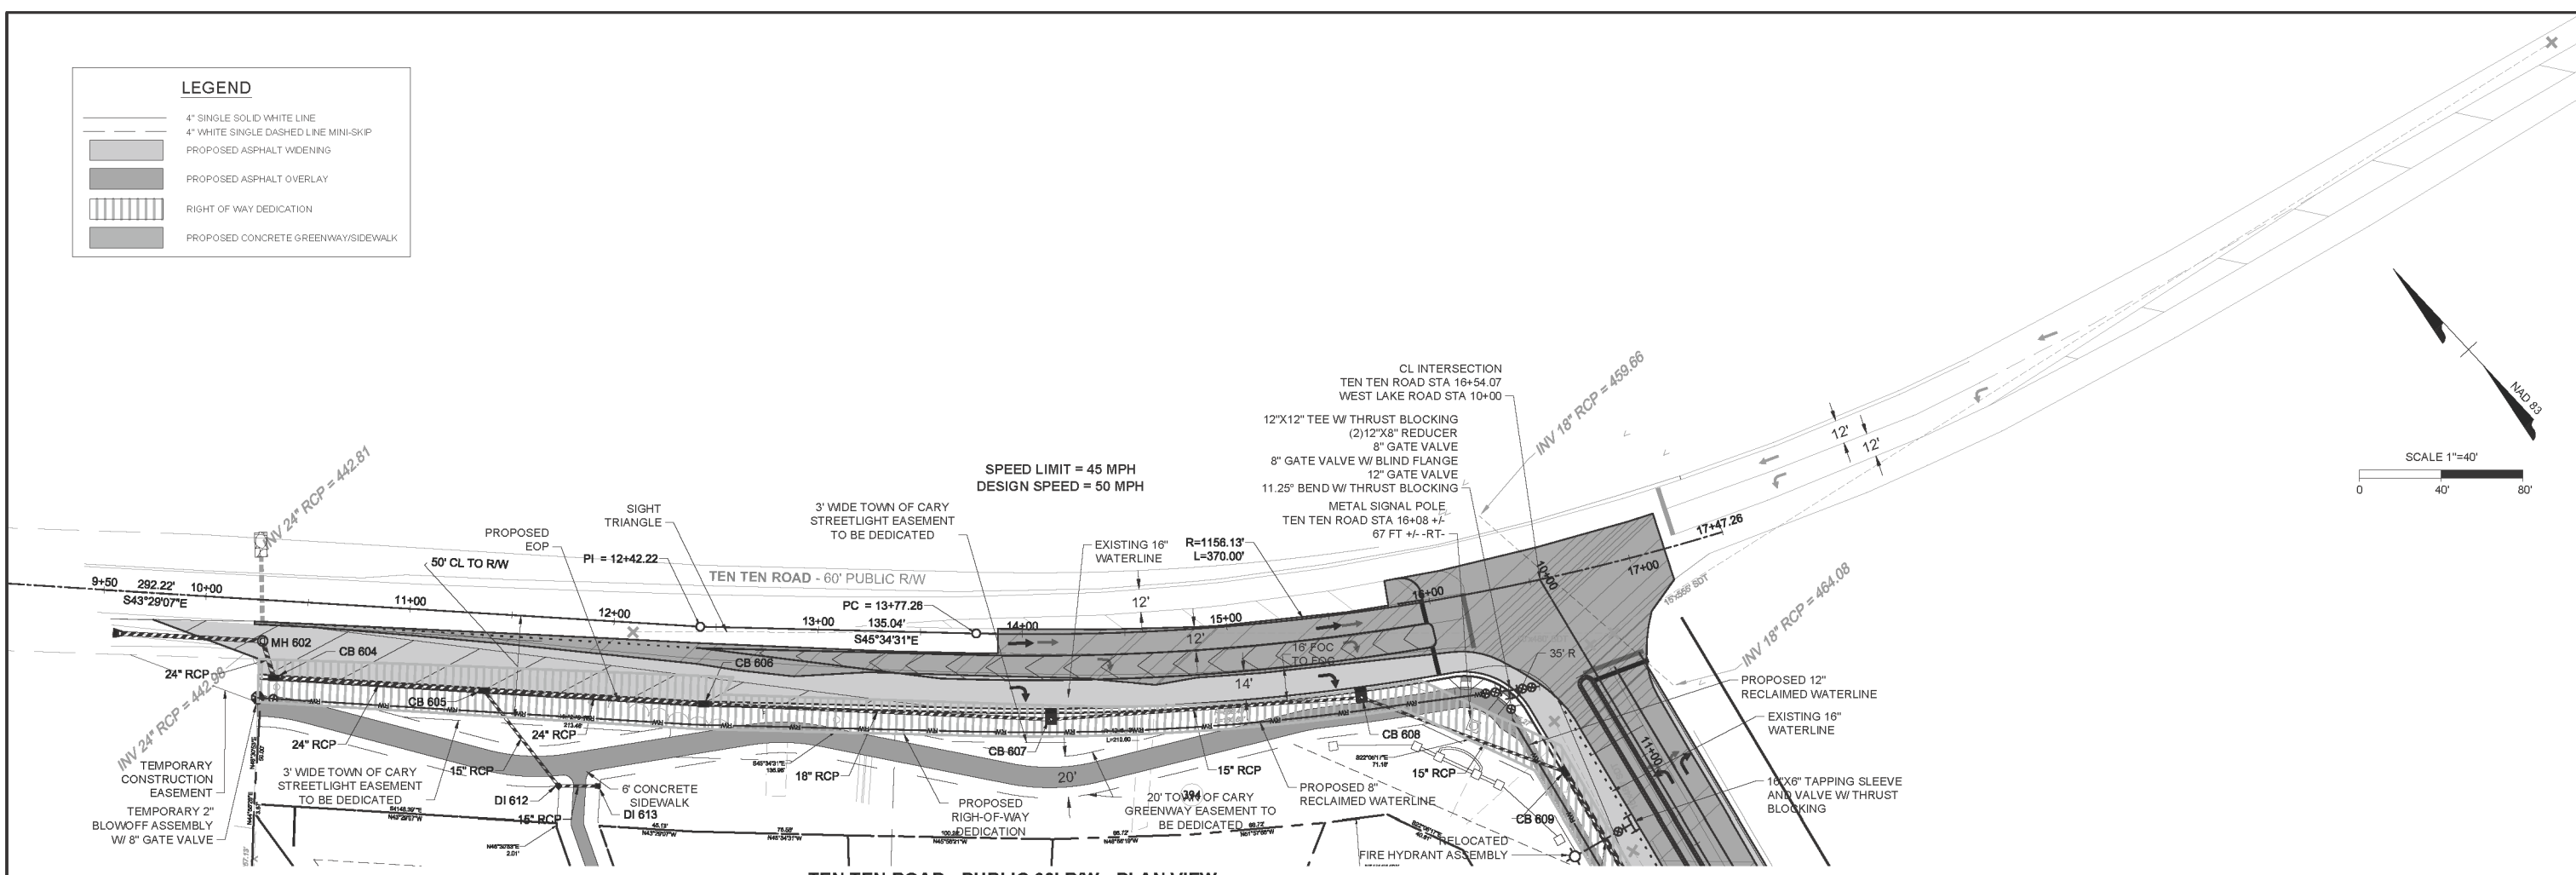 LEGEND
4" SINGLE SOLID WHITE LINE
4" WHITE SINGLE DASHED LINE MINI-SKIP
PROPOSED ASPHALT WIDENING
PROPOSED ASPHALT OVERLAY
RIGHT OF WAY DEDICATION
PROPOSED CONCRETE GREENWAY/SIDEWALK
NAD 83
SCALE 1"=40'
0 40' 80'
CL INTERSECTION
TEN TEN ROAD STA 16+54.07
WEST LAKE ROAD STA 10+00
12"X12" TEE W/ THRUST BLOCKING
(2)12"X8" REDUCER
8" GATE VALVE
8" GATE VALVE W/ BLIND FLANGE
12" GATE VALVE
11.25° BEND W/ THRUST BLOCKING
METAL SIGNAL POLE
TEN TEN ROAD STA 16+08 +/-
67 FT +/- -RT-
INV 18" RCP = 459.66
12'
12'
SPEED LIMIT = 45 MPH
DESIGN SPEED = 50 MPH
INV 24" RCP = 442.81
SIGHT
TRIANGLE
PROPOSED
EOP
50' CL TO R/W
PI = 12+42.22
3' WIDE TOWN OF CARY
STREETLIGHT EASEMENT
TO BE DEDICATED
EXISTING 16"
WATERLINE
R=1156.13'
L=370.00'
TEN TEN ROAD - 60' PUBLIC R/W
9+50
292.22'
10+00
S43°29'07"E
11+00
12+00
PC = 13+77.26
13+00
135.04'
S45°34'31"E
14+00
12'
15+00
12'
16+00
10+00
17+00
17+47.26
15'X565' SDT
INV 18" RCP = 464.08
MH 602
CB 604
24" RCP
INV 24" RCP = 442.98
CB 605
CB 606
16' FOC
TO EOC
14'
35' R
PROPOSED 12"
RECLAIMED WATERLINE
EXISTING 16"
WATERLINE
11+00
24" RCP
15" RCP
24" RCP
18" RCP
CB 607
20'
15" RCP
CB 608
15" RCP
CB 609
TEMPORARY
CONSTRUCTION
EASEMENT
TEMPORARY 2"
BLOWOFF ASSEMBLY
W/ 8" GATE VALVE
3' WIDE TOWN OF CARY
STREETLIGHT EASEMENT
TO BE DEDICATED
DI 612
15" RCP
6' CONCRETE
SIDEWALK
DI 613
PROPOSED
RIGH-OF-WAY
DEDICATION
20' TOWN OF CARY
GREENWAY EASEMENT TO
BE DEDICATED
394
PROPOSED 8"
RECLAIMED WATERLINE
16"X6" TAPPING SLEEVE
AND VALVE W/ THRUST
BLOCKING
RELOCATED
FIRE HYDRANT ASSEMBLY